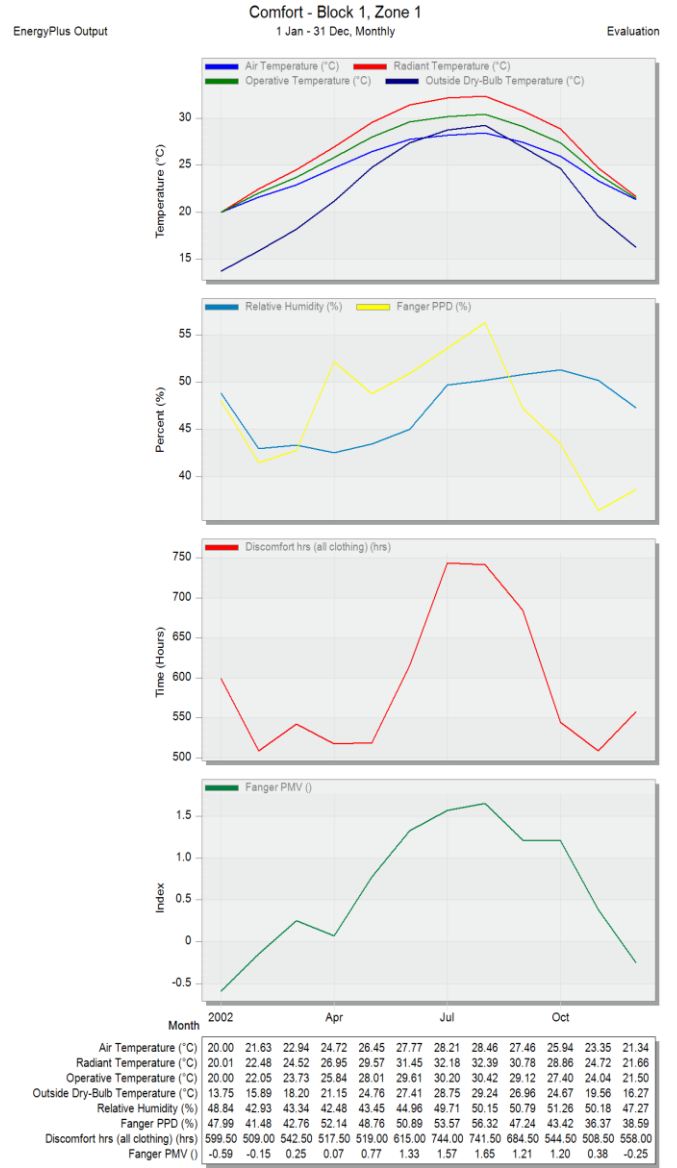 Comfort - Block 1, Zone 1
EnergyPlus Output 1 Jan - 31 Dec, Monthly Evaluation
Air Temperature (°C) Radiant Temperature (°C)
Operative Temperature (°C) Outside Dry-Bulb Temperature (°C)
Temperature (°C)
30
25
20
15
Relative Humidity (%) Fanger PPD (%)
Percent (%)
55
50
45
40
Discomfort hrs (all clothing) (hrs)
Time (Hours)
750
700
650
600
550
500
Fanger PMV ()
Index
1.5
1.0
0.5
0
-0.5
Month 2002 Apr Jul Oct
Air Temperature (°C) 20.00 21.63 22.94 24.72 26.45 27.77 28.21 28.46 27.46 25.94 23.35 21.34
Radiant Temperature (°C) 20.01 22.48 24.52 26.95 29.57 31.45 32.18 32.39 30.78 28.86 24.72 21.66
Operative Temperature (°C) 20.00 22.05 23.73 25.84 28.01 29.61 30.20 30.42 29.12 27.40 24.04 21.50
Outside Dry-Bulb Temperature (°C) 13.75 15.89 18.20 21.15 24.76 27.41 28.75 29.24 26.96 24.67 19.56 16.27
Relative Humidity (%) 48.84 42.93 43.34 42.48 43.45 44.96 49.71 50.15 50.79 51.26 50.18 47.27
Fanger PPD (%) 47.99 41.48 42.76 52.14 48.76 50.89 53.57 56.32 47.24 43.42 36.37 38.59
Discomfort hrs (all clothing) (hrs) 599.50 509.00 542.50 517.50 519.00 615.00 744.00 741.50 684.50 544.50 508.50 558.00
Fanger PMV () -0.59 -0.15 0.25 0.07 0.77 1.33 1.57 1.65 1.21 1.20 0.38 -0.25